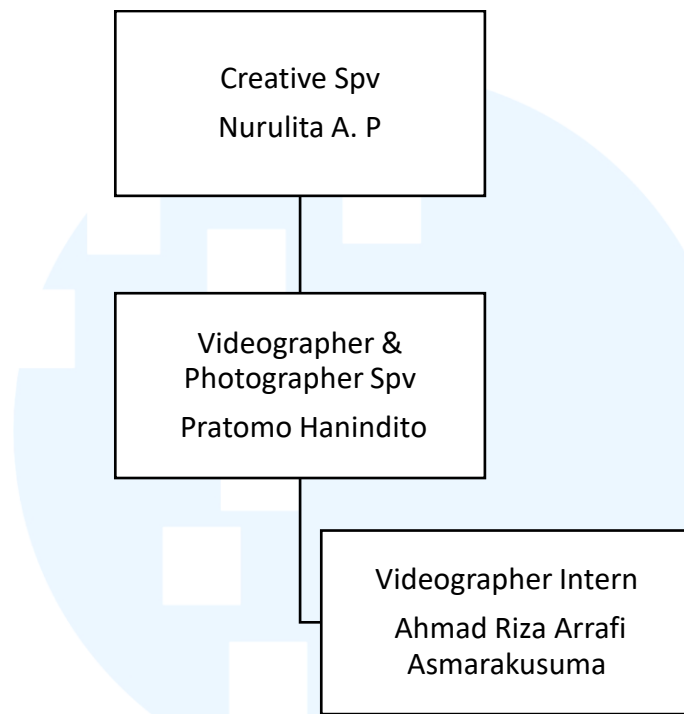 Creative Spv
Nurulita A. P
Videographer &
Photographer Spv
Pratomo Hanindito
Videographer Intern
Ahmad Riza Arrafi
Asmarakusuma